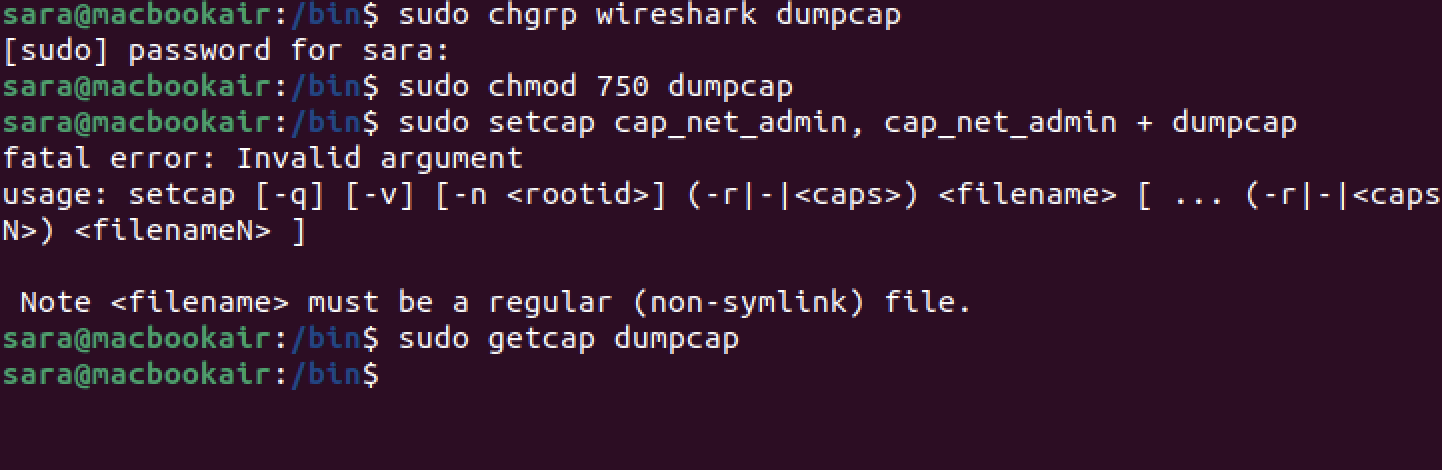 sara@macbookair:/bin$ sudo chgrp wireshark dumpcap
[sudo] password for sara:
sara@macbookair:/bin$ sudo chmod 750 dumpcap
sara@macbookair:/bin$ sudo setcap cap_net_admin, cap_net_admin + dumpcap
fatal error: Invalid argument
usage: setcap [-q] [-v] [-n <rootid>] (-r|-|<caps>) <filename> [ ... (-r|-|<caps
N>) <filenameN> ]
 Note <filename> must be a regular (non-symlink) file.
sara@macbookair:/bin$ sudo getcap dumpcap
sara@macbookair:/bin$